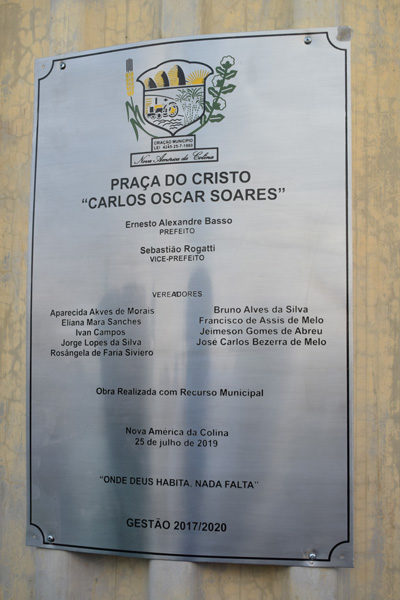 CRIAÇÃO MUNICÍPIO
Nova América da Colina
PRAÇA DO CRISTO
"CARLOS OSCAR SOARES"
Ernesto Alexandre Basso
PREFEITO
Sebastião Rogatti
VICE-PREFEITO
VEREADORES
Aparecida Akves de Morais
Eliana Mara Sanches
Ivan Campos
Jorge Lopes da Silva
Rosângela de Faria Siviero
Bruno Alves da Silva
Francisco de Assis de Melo
Jeimeson Gomes de Abreu
José Carlos Bezerra de Melo
Obra Realizada com Recurso Municipal
Nova América da Colina
25 de julho de 2019
"ONDE DEUS HABITA, NADA FALTA"
GESTÃO 2017/2020